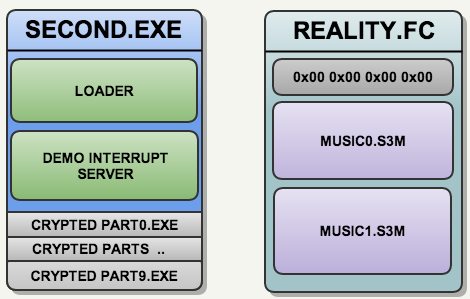 SECOND.EXE
LOADER
DEMO INTERRUPT
SERVER
CRYPTED PART0.EXE
CRYPTED PARTS ..
CRYPTED PART9.EXE
REALITY.FC
0x00 0x00 0x00 0x00
MUSIC0.S3M
MUSIC1.S3M